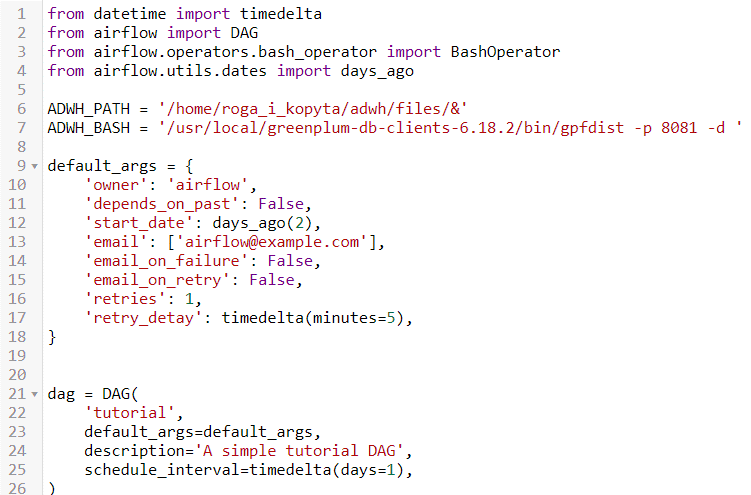 1 from datetime import timedelta
2 from airflow import DAG
3 from airflow.operators.bash_operator import BashOperator
4 from airflow.utils.dates import days_ago
5
6 ADWH_PATH = '/home/roga_i_kopyta/adwh/files/&'
7 ADWH_BASH = '/usr/local/greenplum-db-clients-6.18.2/bin/gpfdist -p 8081 -d '
8
9 default_args = {
10     'owner': 'airflow',
11     'depends_on_past': False,
12     'start_date': days_ago(2),
13     'email': ['airflow@example.com'],
14     'email_on_failure': False,
15     'email_on_retry': False,
16     'retries': 1,
17     'retry_detay': timedelta(minutes=5),
18 }
19
20
21 dag = DAG(
22     'tutorial',
23     default_args=default_args,
24     description='A simple tutorial DAG',
25     schedule_interval=timedelta(days=1),
26 )